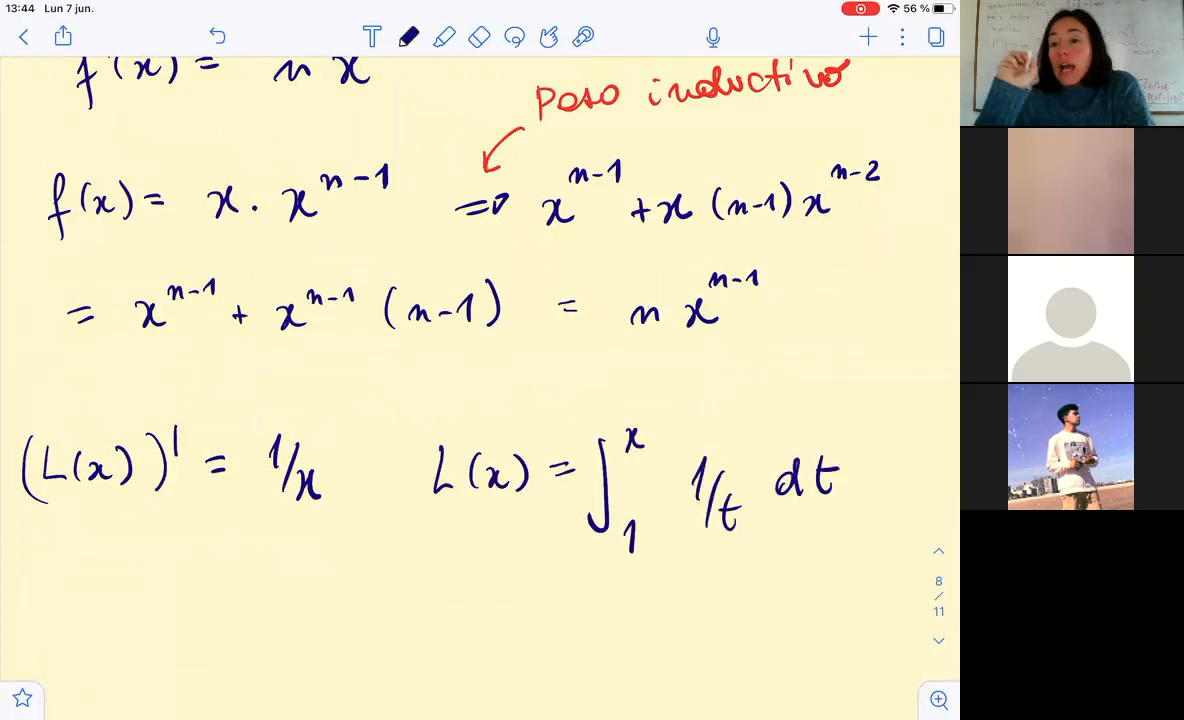 13:44 Lun 7 jun.
56 %
f'(x) = n x
Paso inductivo
f(x) = x . x^{n-1} => x^{n-1} + x (n-1) x^{n-2}
= x^{n-1} + x^{n-1} (n-1) = n x^{n-1}
(L(x))' = 1/x L(x) = ∫_1^x 1/t dt
8
/
11